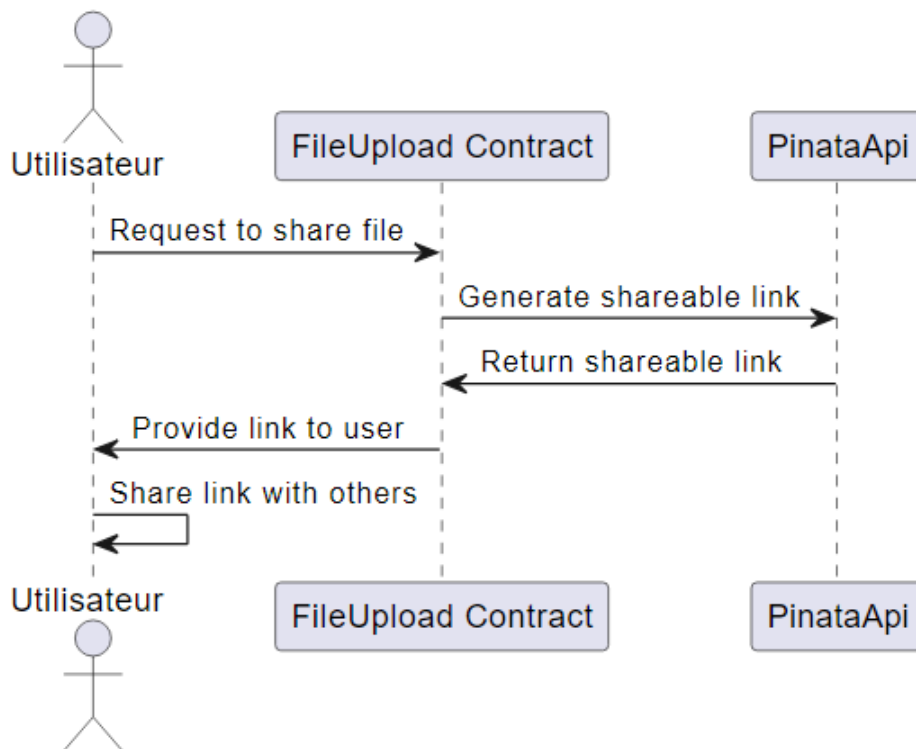 Utilisateur
FileUpload Contract
PinataApi
Request to share file
Generate shareable link
Return shareable link
Provide link to user
Share link with others
Utilisateur
FileUpload Contract
PinataApi